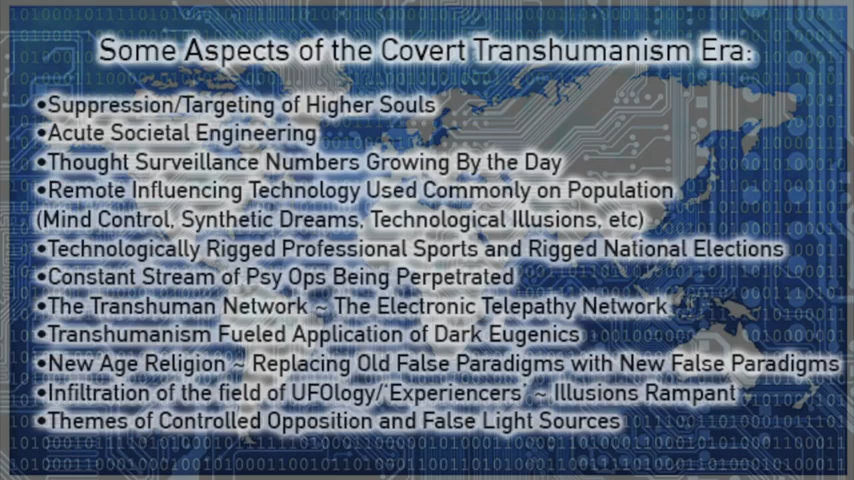 Some Aspects of the Covert Transhumanism Era:
•Suppression/Targeting of Higher Souls
•Acute Societal Engineering
•Thought Surveillance Numbers Growing By the Day
•Remote Influencing Technology Used Commonly on Population
(Mind Control, Synthetic Dreams, Technological Illusions, etc)
•Technologically Rigged Professional Sports and Rigged National Elections
•Constant Stream of Psy Ops Being Perpetrated
•The Transhuman Network ~ The Electronic Telepathy Network
•Transhumanism Fueled Application of Dark Eugenics
•New Age Religion ~ Replacing Old False Paradigms with New False Paradigms
•Infiltration of the field of UFOlogy/'Experiencers' ~ Illusions Rampant
•Themes of Controlled Opposition and False Light Sources